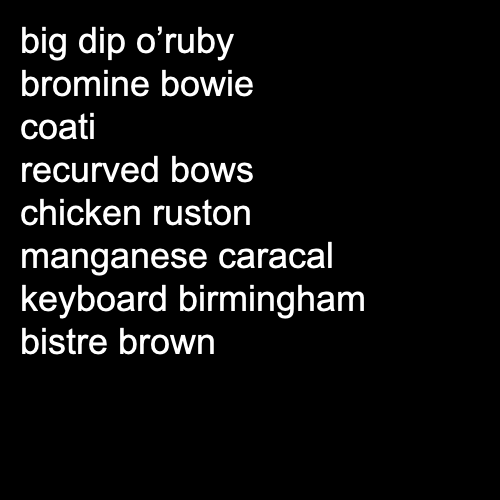 big dip o’ruby
bromine bowie
coati
recurved bows
chicken ruston
manganese caracal
keyboard birmingham
bistre brown